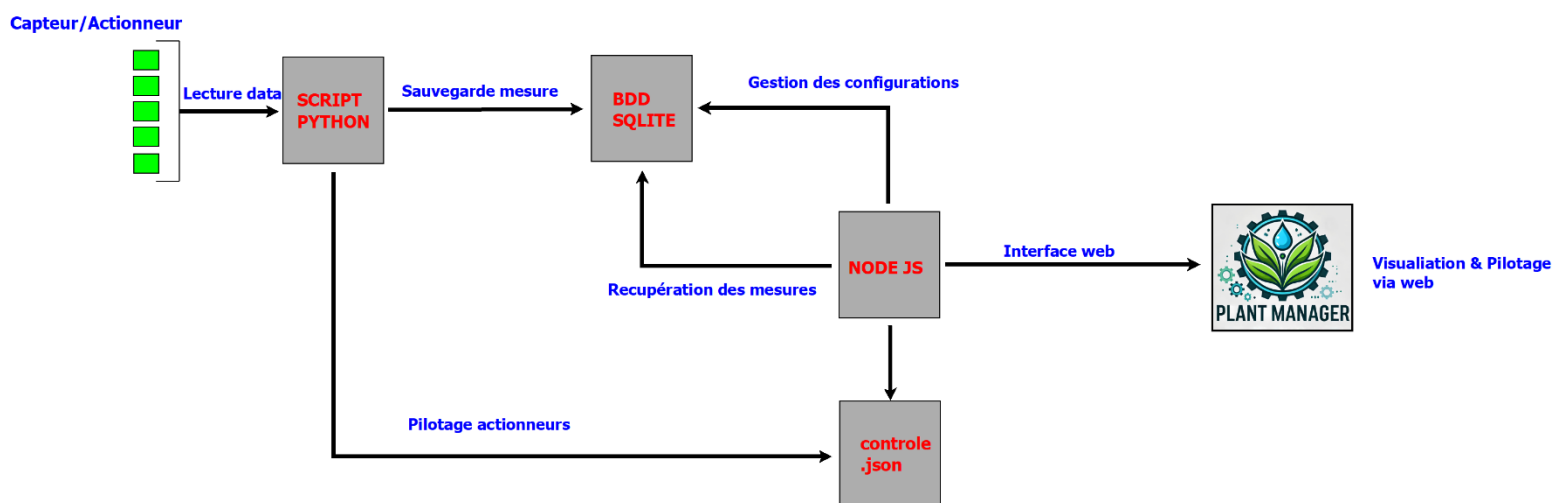 Capteur/Actionneur
Lecture data
SCRIPT
PYTHON
Sauvegarde mesure
BDD
SQLITE
Gestion des configurations
Recupération des mesures
NODE JS
Interface web
PLANT MANAGER
Visualiation & Pilotage
via web
Pilotage actionneurs
controle
.json